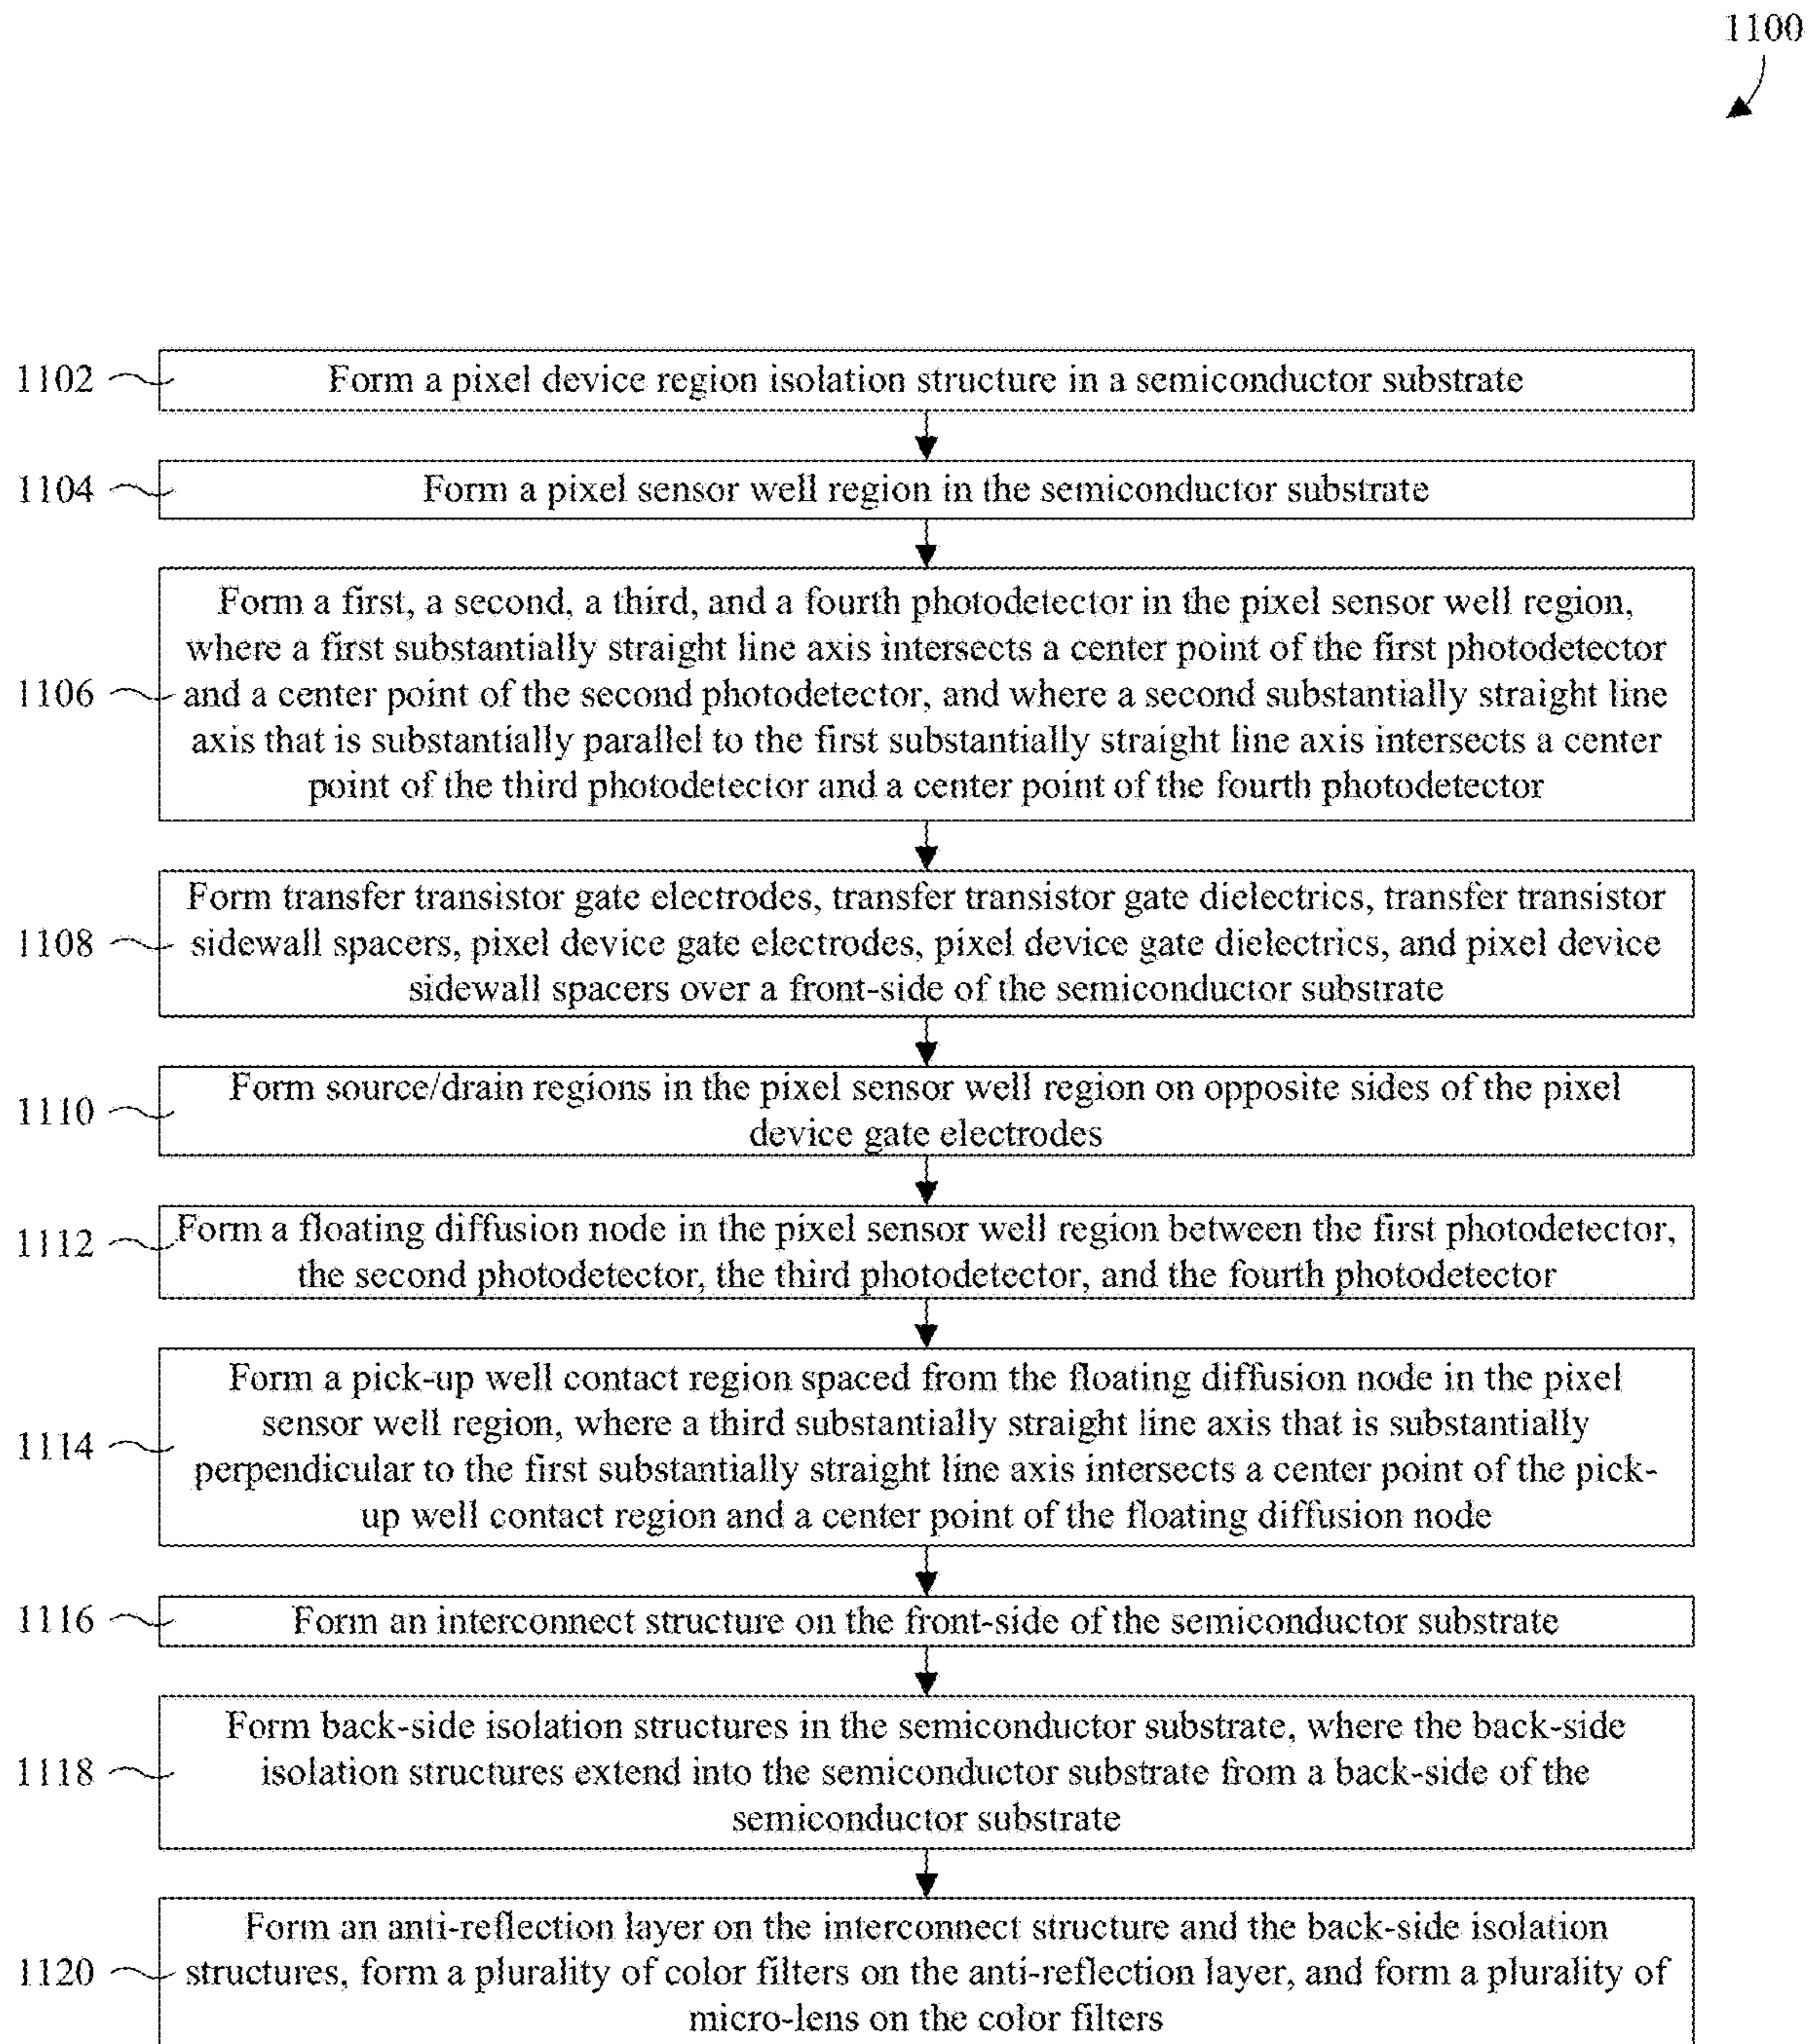 1100
1102
Form a pixel device region isolation structure in a semiconductor substrate
1104
Form a pixel sensor well region in the semiconductor substrate
1106
Form a first, a second, a third, and a fourth photodetector in the pixel sensor well region,
where a first substantially straight line axis intersects a center point of the first photodetector
and a center point of the second photodetector, and where a second substantially straight line
axis that is substantially parallel to the first substantially straight line axis intersects a center
point of the third photodetector and a center point of the fourth photodetector
1108
Form transfer transistor gate electrodes, transfer transistor gate dielectrics, transfer transistor
sidewall spacers, pixel device gate electrodes, pixel device gate dielectrics, and pixel device
sidewall spacers over a front-side of the semiconductor substrate
1110
Form source/drain regions in the pixel sensor well region on opposite sides of the pixel
device gate electrodes
1112
Form a floating diffusion node in the pixel sensor well region between the first photodetector,
the second photodetector, the third photodetector, and the fourth photodetector
1114
Form a pick-up well contact region spaced from the floating diffusion node in the pixel
sensor well region, where a third substantially straight line axis that is substantially
perpendicular to the first substantially straight line axis intersects a center point of the pick-
up well contact region and a center point of the floating diffusion node
1116
Form an interconnect structure on the front-side of the semiconductor substrate
1118
Form back-side isolation structures in the semiconductor substrate, where the back-side
isolation structures extend into the semiconductor substrate from a back-side of the
semiconductor substrate
1120
Form an anti-reflection layer on the interconnect structure and the back-side isolation
structures, form a plurality of color filters on the anti-reflection layer, and form a plurality of
micro-lens on the color filters